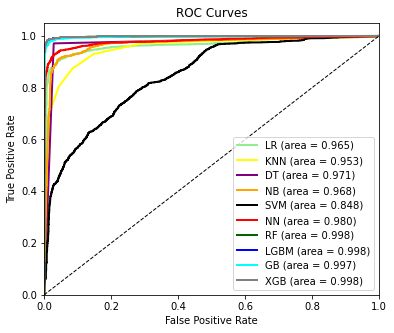 ROC Curves
True Positive Rate
1.0
0.8
0.6
0.4
0.2
0.0
LR (area = 0.965)
KNN (area = 0.953)
DT (area = 0.971)
NB (area = 0.968)
SVM (area = 0.848)
NN (area = 0.980)
RF (area = 0.998)
LGBM (area = 0.998)
GB (area = 0.997)
XGB (area = 0.998)
0.0 0.2 0.4 0.6 0.8 1.0
False Positive Rate